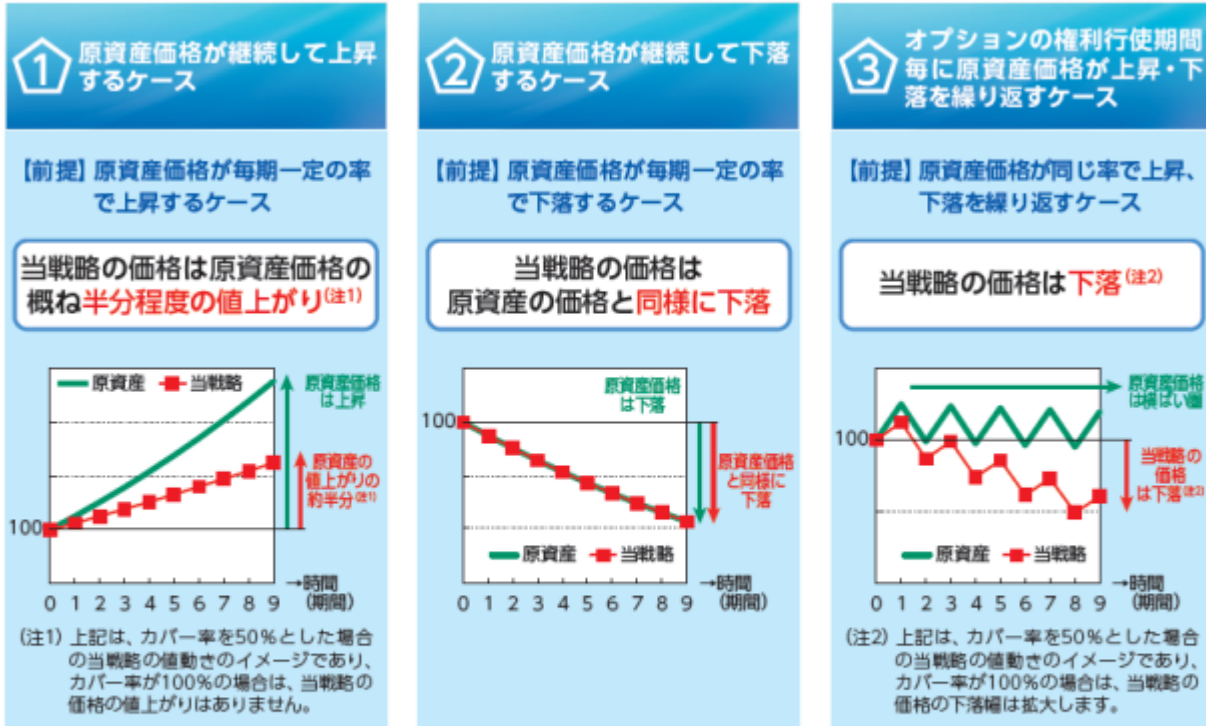 1 原資産価格が継続して上昇
するケース
【前提】原資産価格が毎期一定の率
で上昇するケース
当戦略の価格は原資産価格の
概ね半分程度の値上がり(注1)
原資産 当戦略
原資産価格
は上昇
原資産の
値上がりの
約半分(注1)
100
0 1 2 3 4 5 6 7 8 9
→時間
(期間)
(注1) 上記は、カバー率を50%とした場合
の当戦略の値動きのイメージであり、
カバー率が100%の場合は、当戦略の
価格の値上がりはありません。
2 原資産価格が継続して下落
するケース
【前提】原資産価格が毎期一定の率
で下落するケース
当戦略の価格は
原資産の価格と同様に下落
原資産価格
は下落
100
原資産価格
と同様に
下落
原資産 当戦略
0 1 2 3 4 5 6 7 8 9
→時間
(期間)
3 オプションの権利行使期間
毎に原資産価格が上昇・下
落を繰り返すケース
【前提】原資産価格が同じ率で上昇、
下落を繰り返すケース
当戦略の価格は下落(注2)
原資産価格
は横ばい圏
100
当戦略の
価格
は下落(注2)
原資産 当戦略
0 1 2 3 4 5 6 7 8 9
→時間
(期間)
(注2) 上記は、カバー率を50%とした場合
の当戦略の値動きのイメージであり、
カバー率が100%の場合は、当戦略の
価格の下落幅は拡大します。